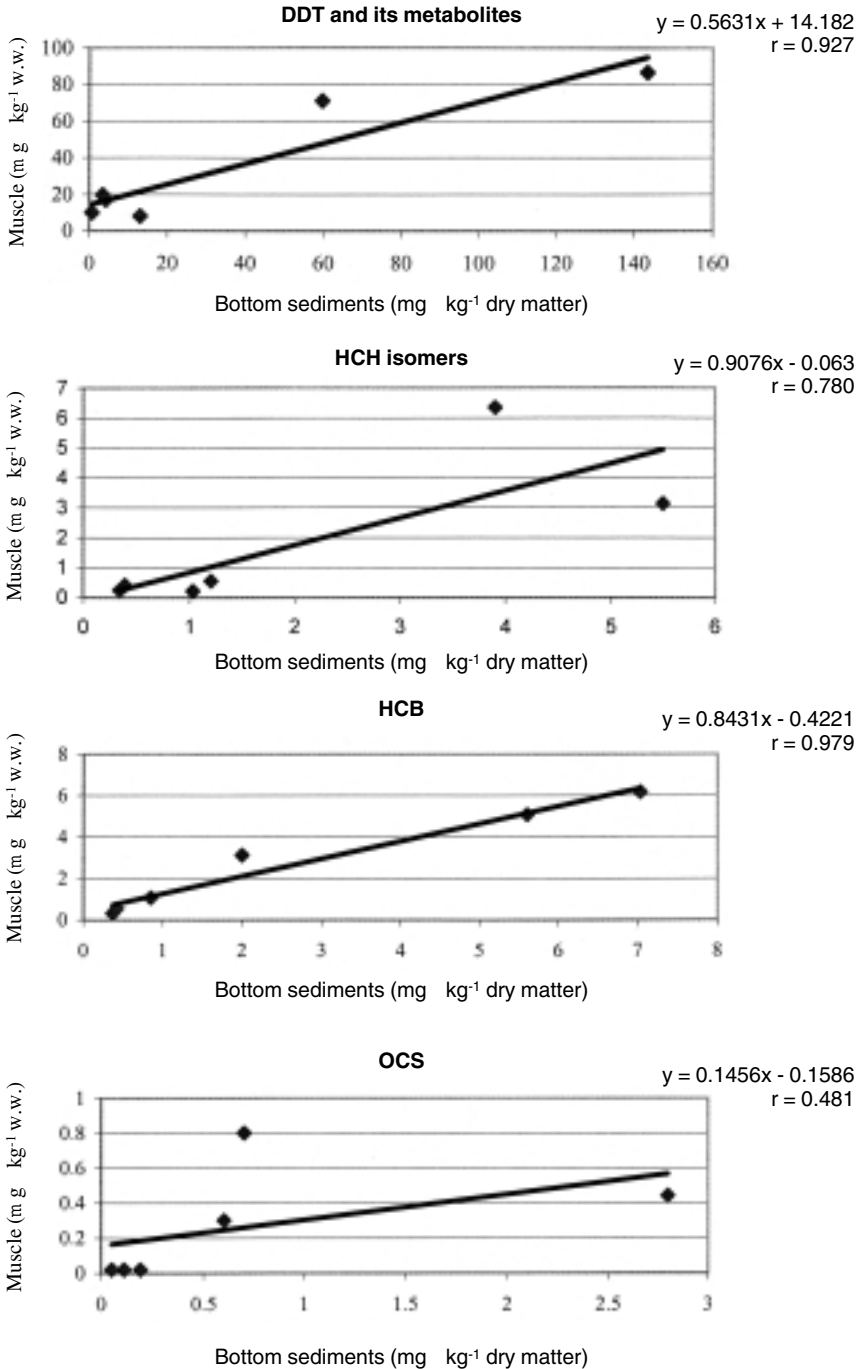 DDT and its metabolites
y = 0.5631x + 14.182
r = 0.927
Muscle (m g kg-1 w.w.)
100
80
60
40
20
0
0 20 40 60 80 100 120 140 160
Bottom sediments (mg kg-1 dry matter)
HCH isomers
y = 0.9076x - 0.063
r = 0.780
Muscle (m g kg-1 w.w.)
7
6
5
4
3
2
1
0
0 1 2 3 4 5 6
Bottom sediments (mg kg-1 dry matter)
HCB
y = 0.8431x - 0.4221
r = 0.979
Muscle (m g kg-1 w.w.)
8
6
4
2
0
0 1 2 3 4 5 6 7 8
Bottom sediments (mg kg-1 dry matter)
OCS
y = 0.1456x - 0.1586
r = 0.481
Muscle (m g kg-1 w.w.)
1
0.8
0.6
0.4
0.2
0
0 0.5 1 1.5 2 2.5 3
Bottom sediments (mg kg-1 dry matter)